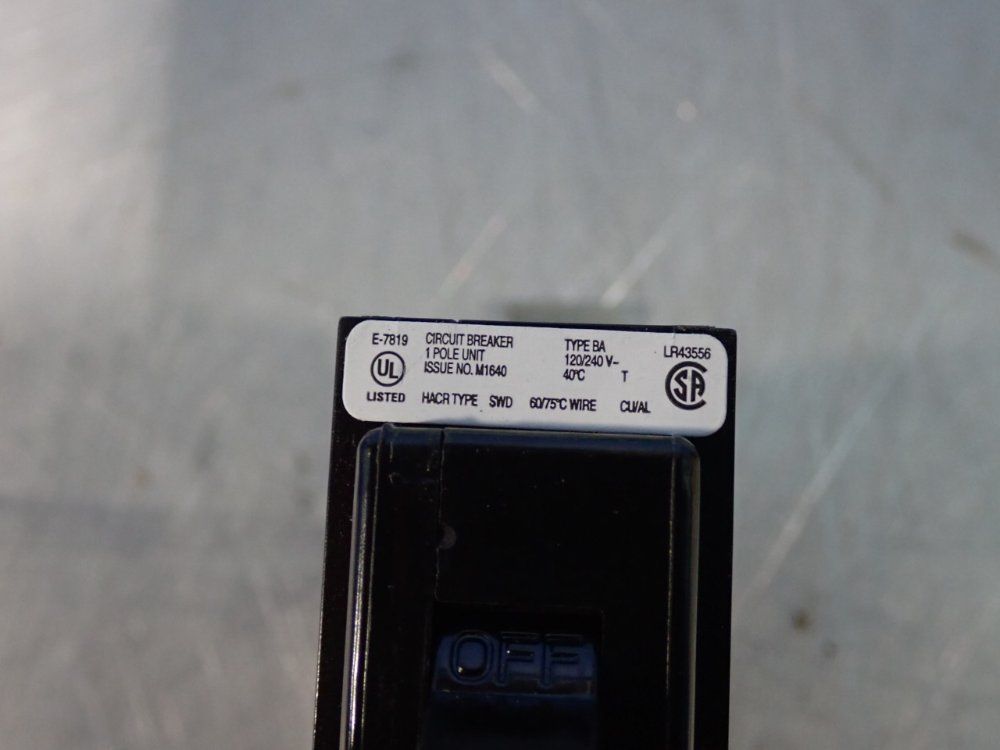 E-7819
UL
LISTED
CIRCUIT BREAKER
1 POLE UNIT
ISSUE NO. M1640
TYPE BA
120/240 V~
40°C T
LR43556
SA
HACR TYPE SWD 60/75°C WIRE CU/AL
OFF